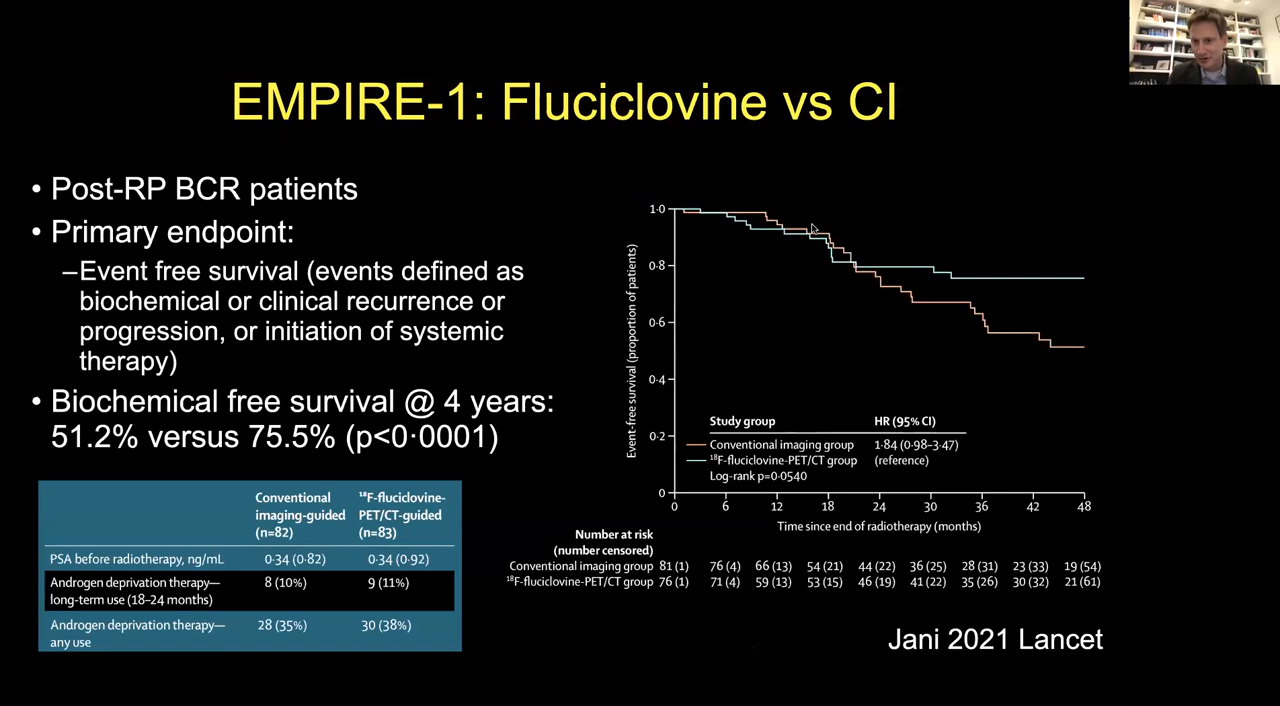 EMPIRE-1: Fluciclovine vs CI
• Post-RP BCR patients
• Primary endpoint:
–Event free survival (events defined as
biochemical or clinical recurrence or
progression, or initiation of systemic
therapy)
• Biochemical free survival @ 4 years:
51.2% versus 75.5% (p<0·0001)
Conventional imaging-guided (n=82) ¹⁸F-fluciclovine-PET/CT-guided (n=83)
PSA before radiotherapy, ng/mL 0·34 (0·82) 0·34 (0·92)
Androgen deprivation therapy— 8 (10%) 9 (11%)
long-term use (18–24 months)
Androgen deprivation therapy— 28 (35%) 30 (38%)
any use
Event-free survival (proportion of patients)
1·0
0·8
0·6
0·4
0·2
0
Study group HR (95% CI)
Conventional imaging group 1·84 (0·98–3·47)
¹⁸F-fluciclovine-PET/CT group (reference)
Log-rank p=0·0540
0 6 12 18 24 30 36 42 48
Time since end of radiotherapy (months)
Number at risk
(number censored)
Conventional imaging group 81 (1) 76 (4) 66 (13) 54 (21) 44 (22) 36 (25) 28 (31) 23 (33) 19 (54)
¹⁸F-fluciclovine-PET/CT group 76 (1) 71 (4) 59 (13) 53 (15) 46 (19) 41 (22) 35 (26) 30 (32) 21 (61)
Jani 2021 Lancet